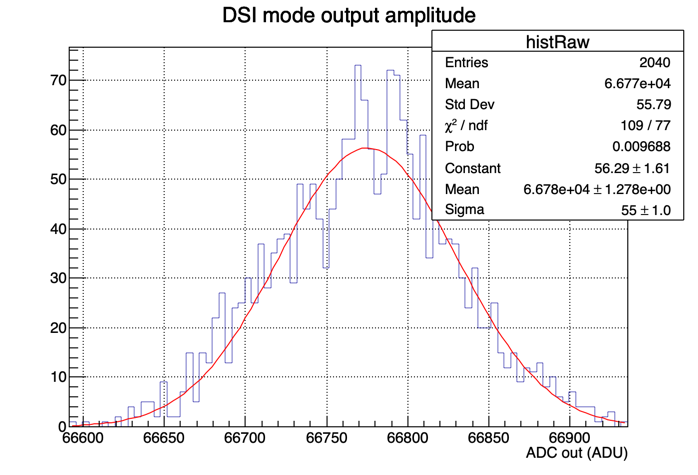 DSI mode output amplitude
histRaw
Entries 2040
Mean 6.677e+04
Std Dev 55.79
χ² / ndf 109 / 77
Prob 0.009688
Constant 56.29 ± 1.61
Mean 6.678e+04 ± 1.278e+00
Sigma 55 ± 1.0
70
60
50
40
30
20
10
0
66600 66650 66700 66750 66800 66850 66900
ADC out (ADU)